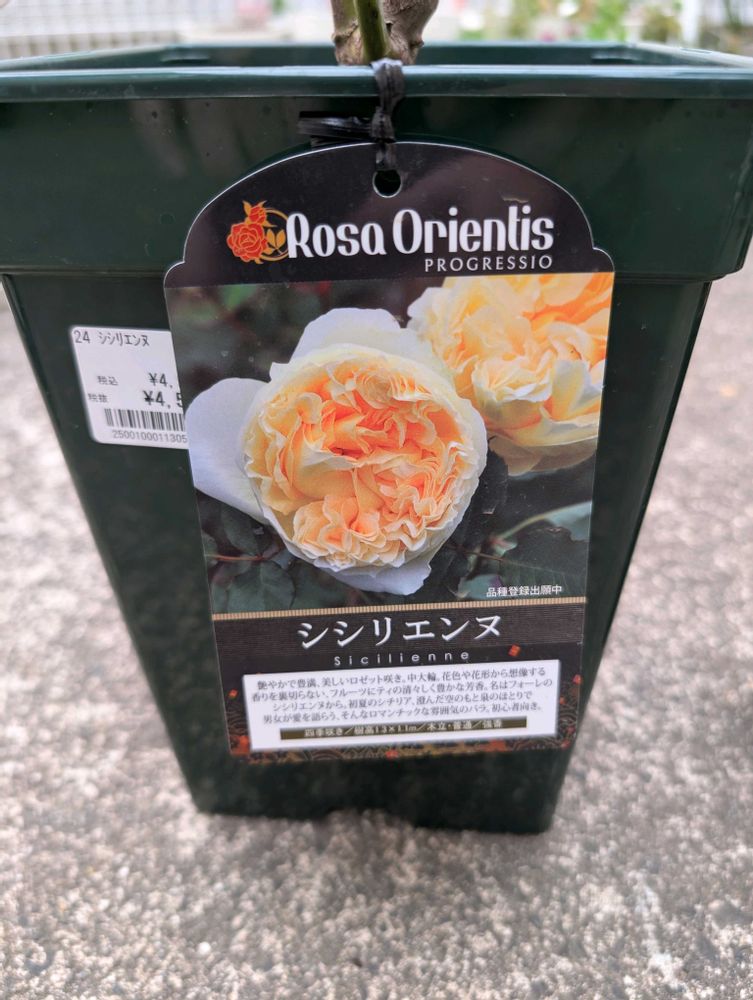 Rosa Orientis
PROGRESSIO
24 シシリエンヌ
税込 ¥4,
税抜 ¥4,5
2500100011305
品種登録出願中
シシリエンヌ
Sicilienne
艶やかで豊満、美しいロゼット咲き。中大輪。花色や花形から想像する
香りを裏切らない、フルーツにティの清々しく豊かな芳香。名はフォーレの
シシリエンヌから。初夏のシチリア、澄んだ空のもと泉のほとりで
男女が愛を語らう、そんなロマンチックな雰囲気のバラ。初心者向き。
四季咲き／樹高1.3×1.1m／木立・普通／強香